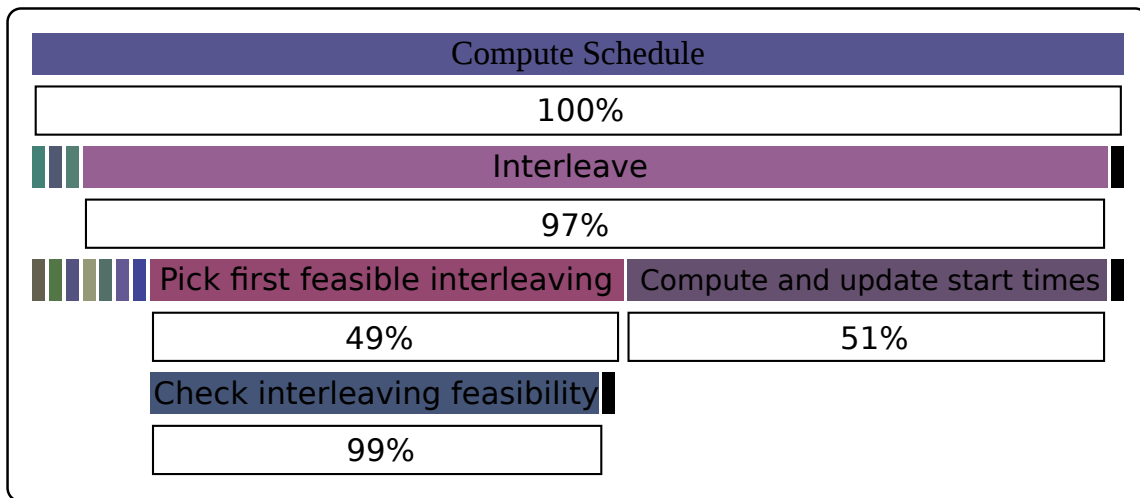 Compute Schedule
100%
Interleave
97%
Pick first feasible interleaving Compute and update start times
49% 51%
Check interleaving feasibility
99%